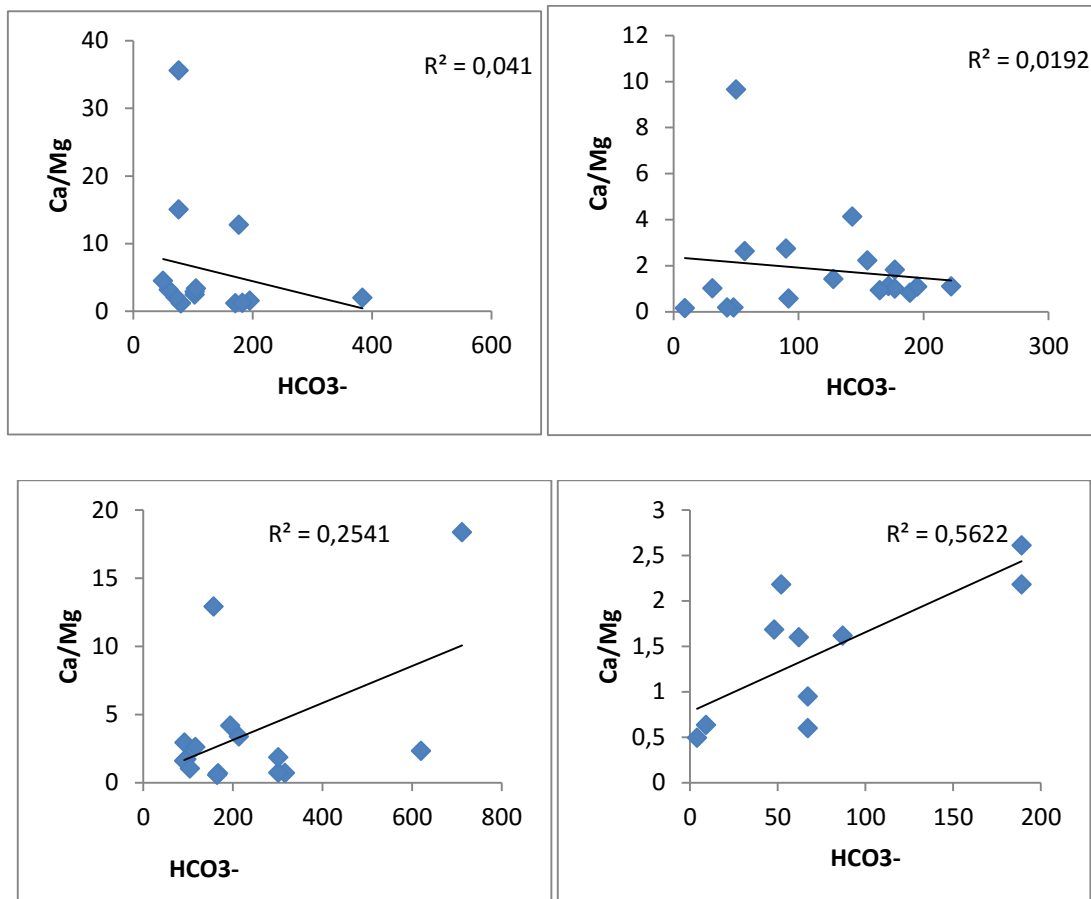 R² = 0,041
Ca/Mg
40
30
20
10
0
0 200 400 600
HCO3-
R² = 0,0192
Ca/Mg
12
10
8
6
4
2
0
0 100 200 300
HCO3-
R² = 0,2541
Ca/Mg
20
15
10
5
0
0 200 400 600 800
HCO3-
R² = 0,5622
Ca/Mg
3
2,5
2
1,5
1
0,5
0
0 50 100 150 200
HCO3-